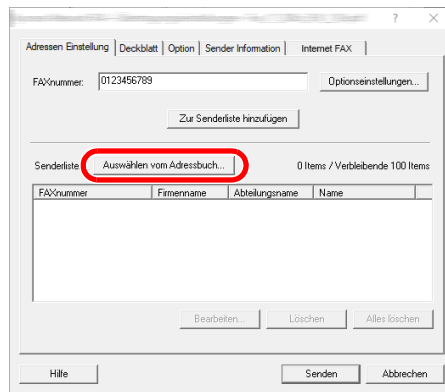 Adressen Einstellung Deckblatt Option Sender Information Internet FAX
FAXnummer: 0123456789 Optionseinstellungen...
Zur Senderliste hinzufügen
Senderliste Auswählen vom Adressbuch... 0 Items / Verbleibende 100 Items
FAXnummer Firmenname Abteilungsname Name
Bearbeiten... Löschen Alles löschen
Hilfe Senden Abbrechen